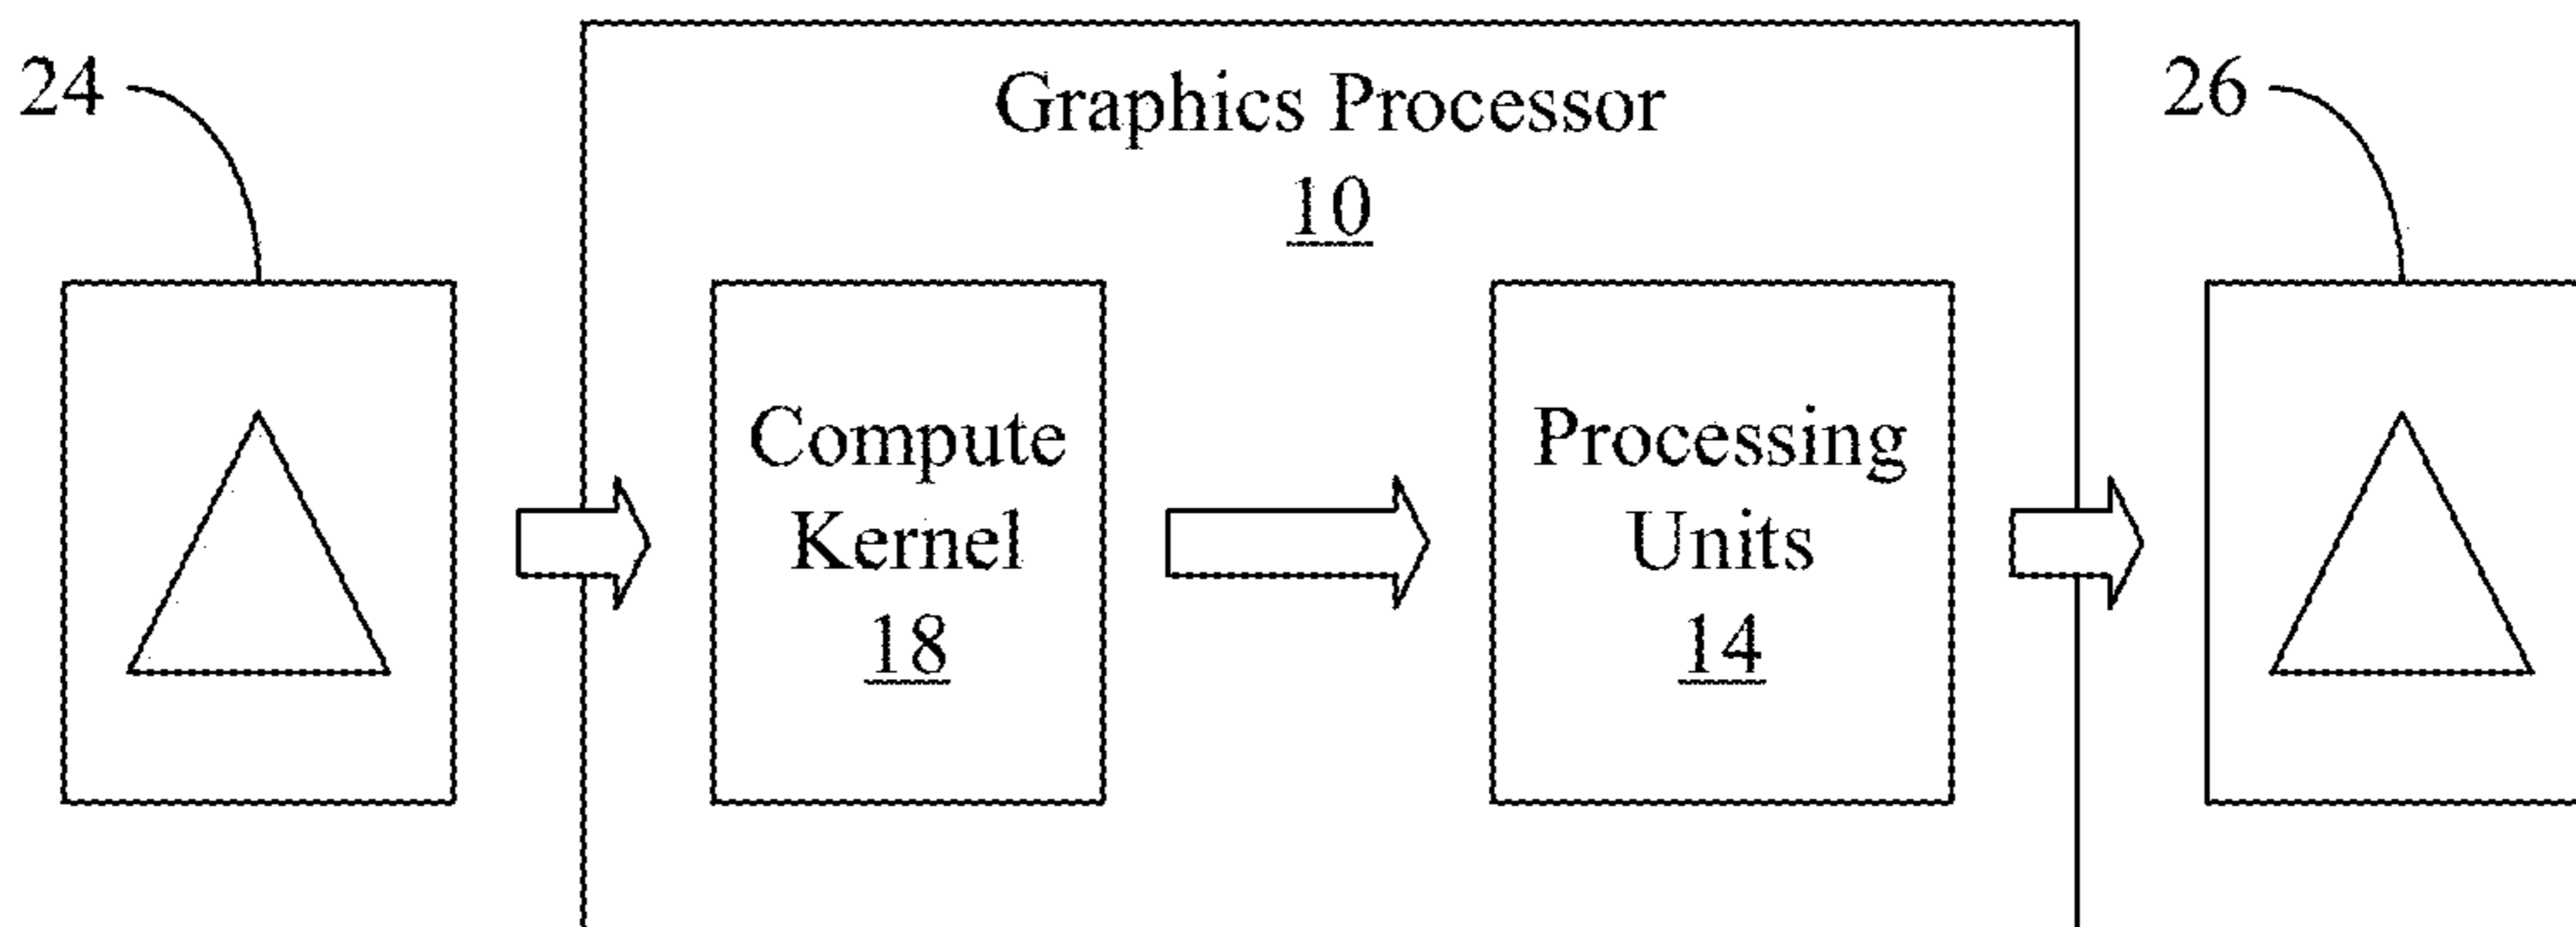 24
Graphics Processor
10
26
Compute
Kernel
18
Processing
Units
14